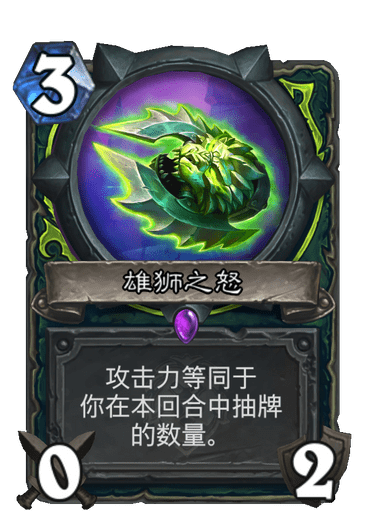 3
雄狮之怒
攻击力等同于
你在本回合中抽牌
的数量。
0
2